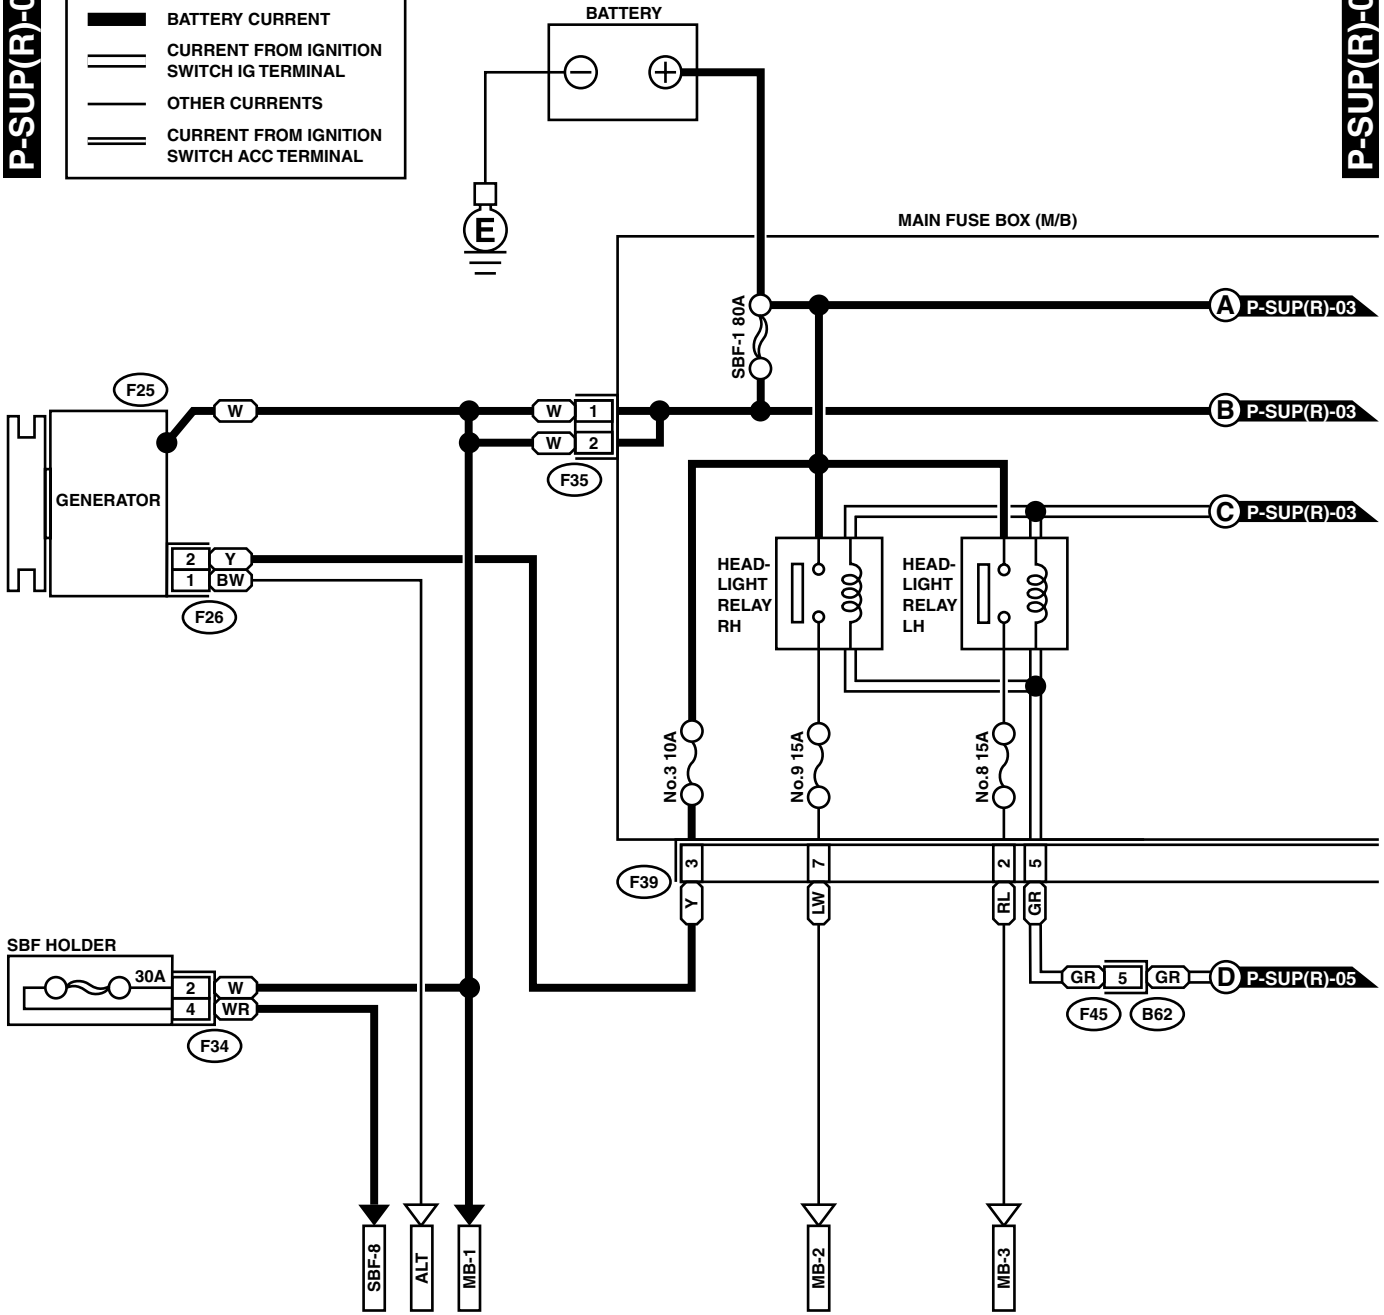 P-SUP(R)-0
P-SUP(R)-0
BATTERY CURRENT
CURRENT FROM IGNITION
SWITCH IG TERMINAL
OTHER CURRENTS
CURRENT FROM IGNITION
SWITCH ACC TERMINAL
BATTERY
E
MAIN FUSE BOX (M/B)
SBF-1 80A
A P-SUP(R)-03
F25
W
W 1
B P-SUP(R)-03
W 2
F35
GENERATOR
C P-SUP(R)-03
2 Y
1 BW
F26
HEAD-
LIGHT
RELAY
RH
HEAD-
LIGHT
RELAY
LH
No.3 10A
No.9 15A
No.8 15A
3
7
2
5
F39
Y
LW
RL
GR
SBF HOLDER
30A
2 W
4 WR
F34
GR 5 GR
D P-SUP(R)-05
F45
B62
SBF-8
ALT
MB-1
MB-2
MB-3